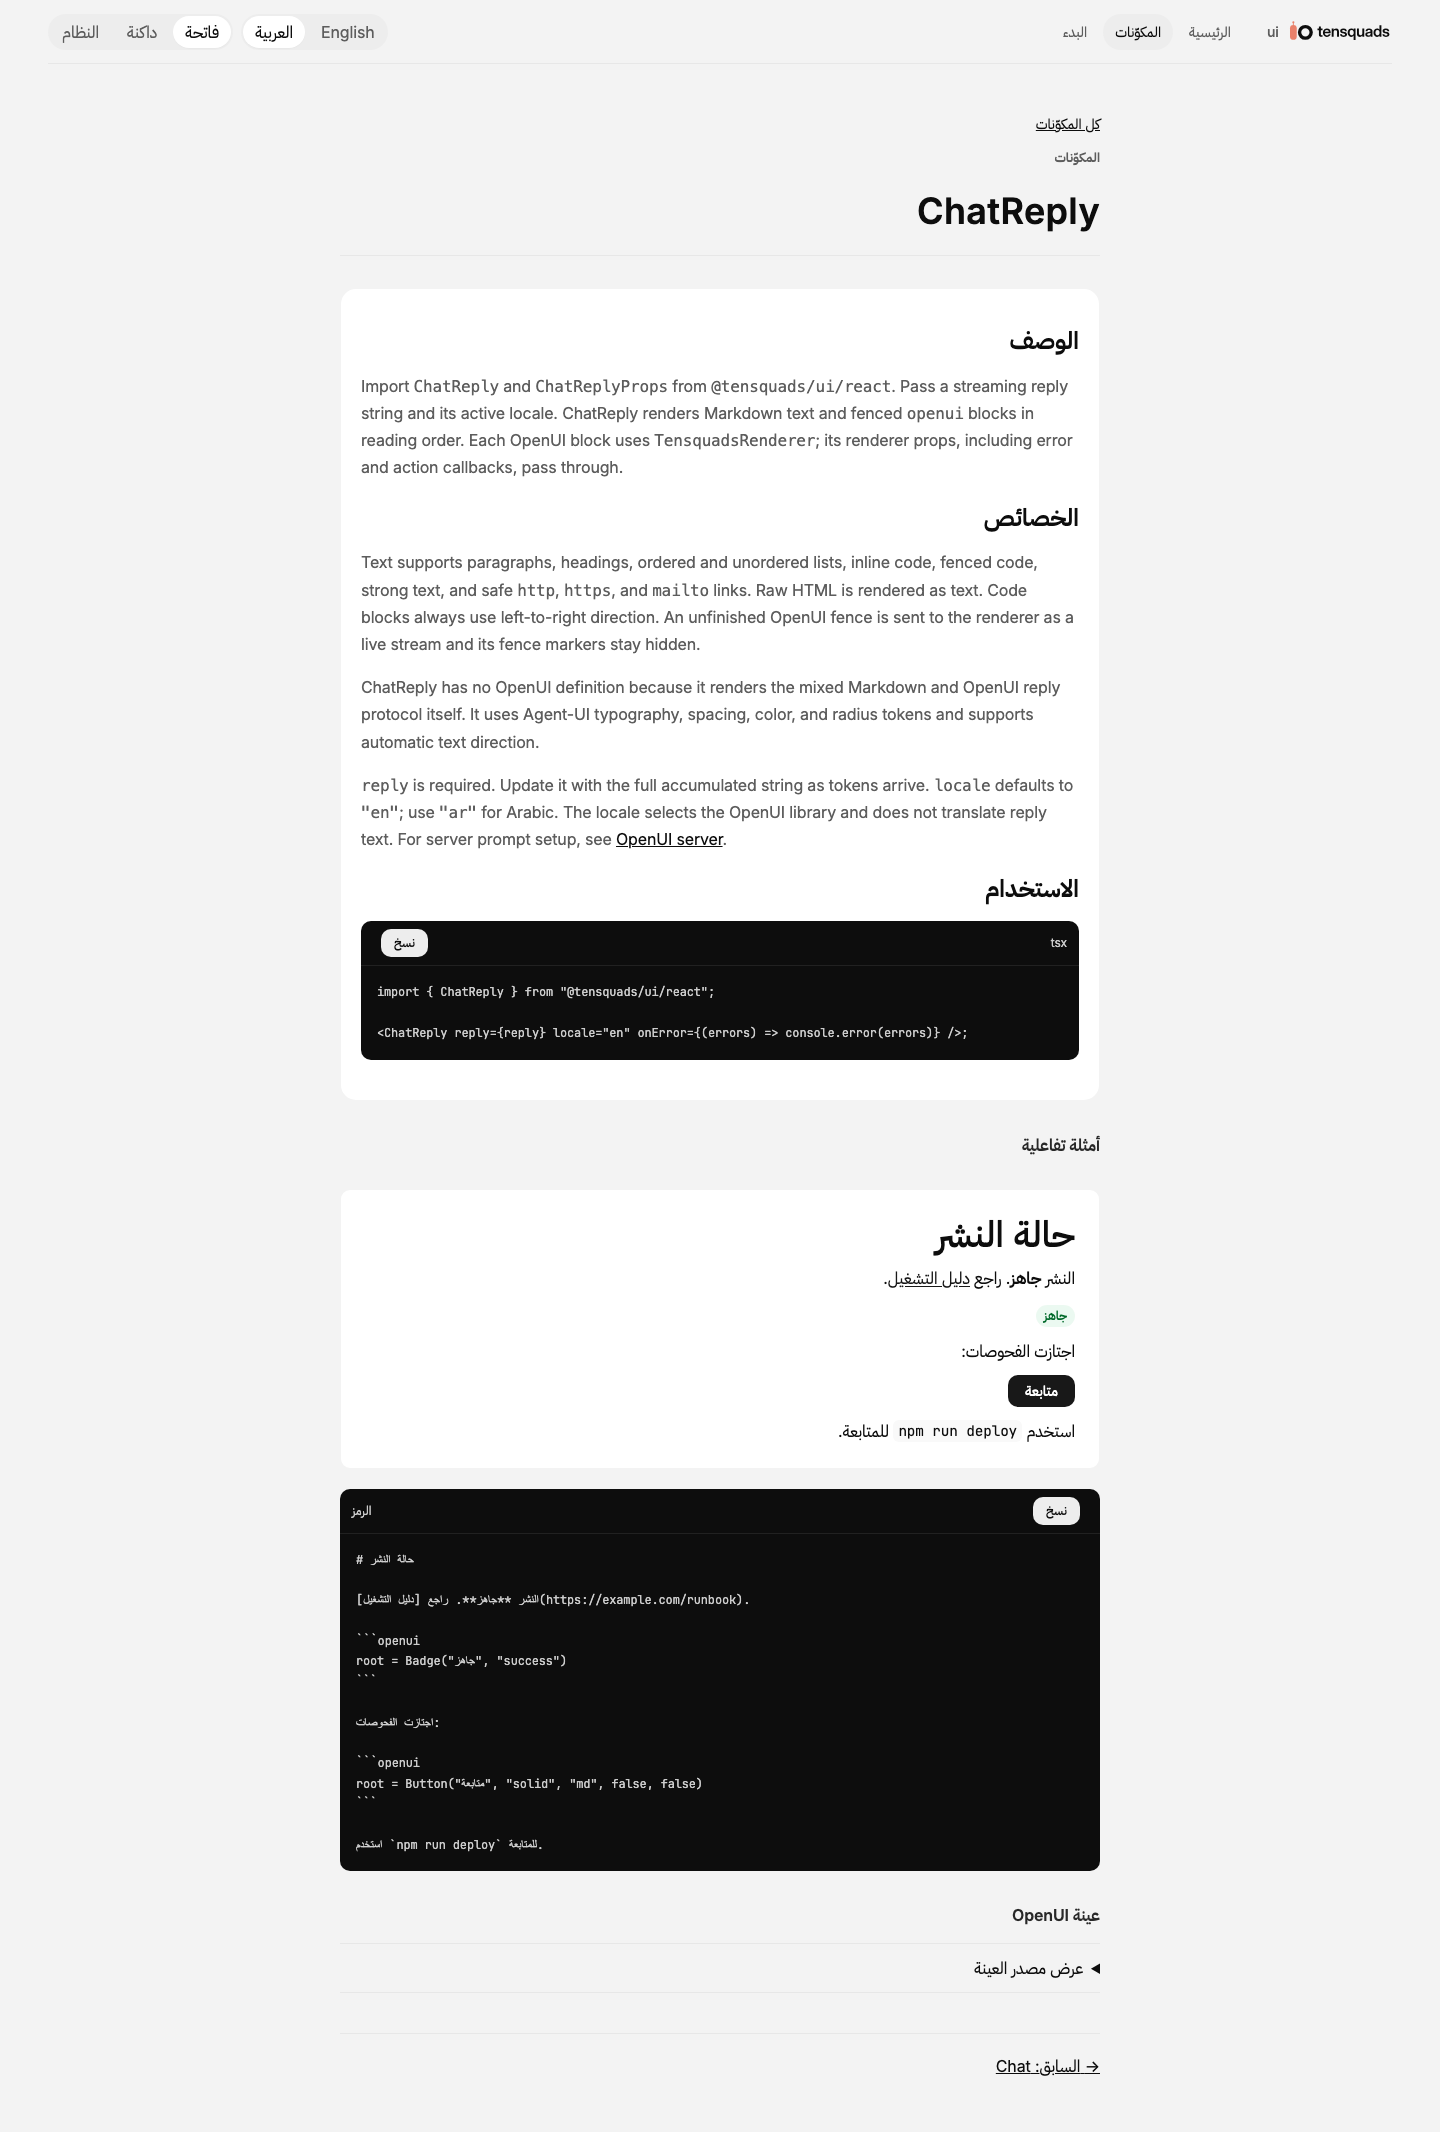 tensquads ui
الرئيسية
المكوّنات
البدء
English
العربية
فاتحة
داكنة
النظام
كل المكوّنات
المكوّنات
ChatReply
الوصف
Import ChatReply and ChatReplyProps from @tensquads/ui/react. Pass a streaming reply
string and its active locale. ChatReply renders Markdown text and fenced openui blocks in
reading order. Each OpenUI block uses TensquadsRenderer; its renderer props, including error
and action callbacks, pass through.
الخصائص
Text supports paragraphs, headings, ordered and unordered lists, inline code, fenced code,
strong text, and safe http, https, and mailto links. Raw HTML is rendered as text. Code
blocks always use left-to-right direction. An unfinished OpenUI fence is sent to the renderer as a
live stream and its fence markers stay hidden.
ChatReply has no OpenUI definition because it renders the mixed Markdown and OpenUI reply
protocol itself. It uses Agent-UI typography, spacing, color, and radius tokens and supports
automatic text direction.
reply is required. Update it with the full accumulated string as tokens arrive. locale defaults to
"en"; use "ar" for Arabic. The locale selects the OpenUI library and does not translate reply
text. For server prompt setup, see OpenUI server.
الاستخدام
tsx
نسخ
import { ChatReply } from "@tensquads/ui/react";
<ChatReply reply={reply} locale="en" onError={(errors) => console.error(errors)} />;
أمثلة تفاعلية
حالة النشر
النشر جاهز. راجع دليل التشغيل.
جاهز
اجتازت الفحوصات:
متابعة
استخدم npm run deploy للمتابعة.
نسخ
الرمز
# حالة النشر
النشر **جاهز**. راجع [دليل التشغيل](https://example.com/runbook).
```openui
root = Badge("جاهز", "success")
```
اجتازت الفحوصات:
```openui
root = Button("متابعة", "solid", "md", false, false)
```
استخدم `npm run deploy` للمتابعة.
عينة OpenUI
عرض مصدر العينة
→ السابق: Chat